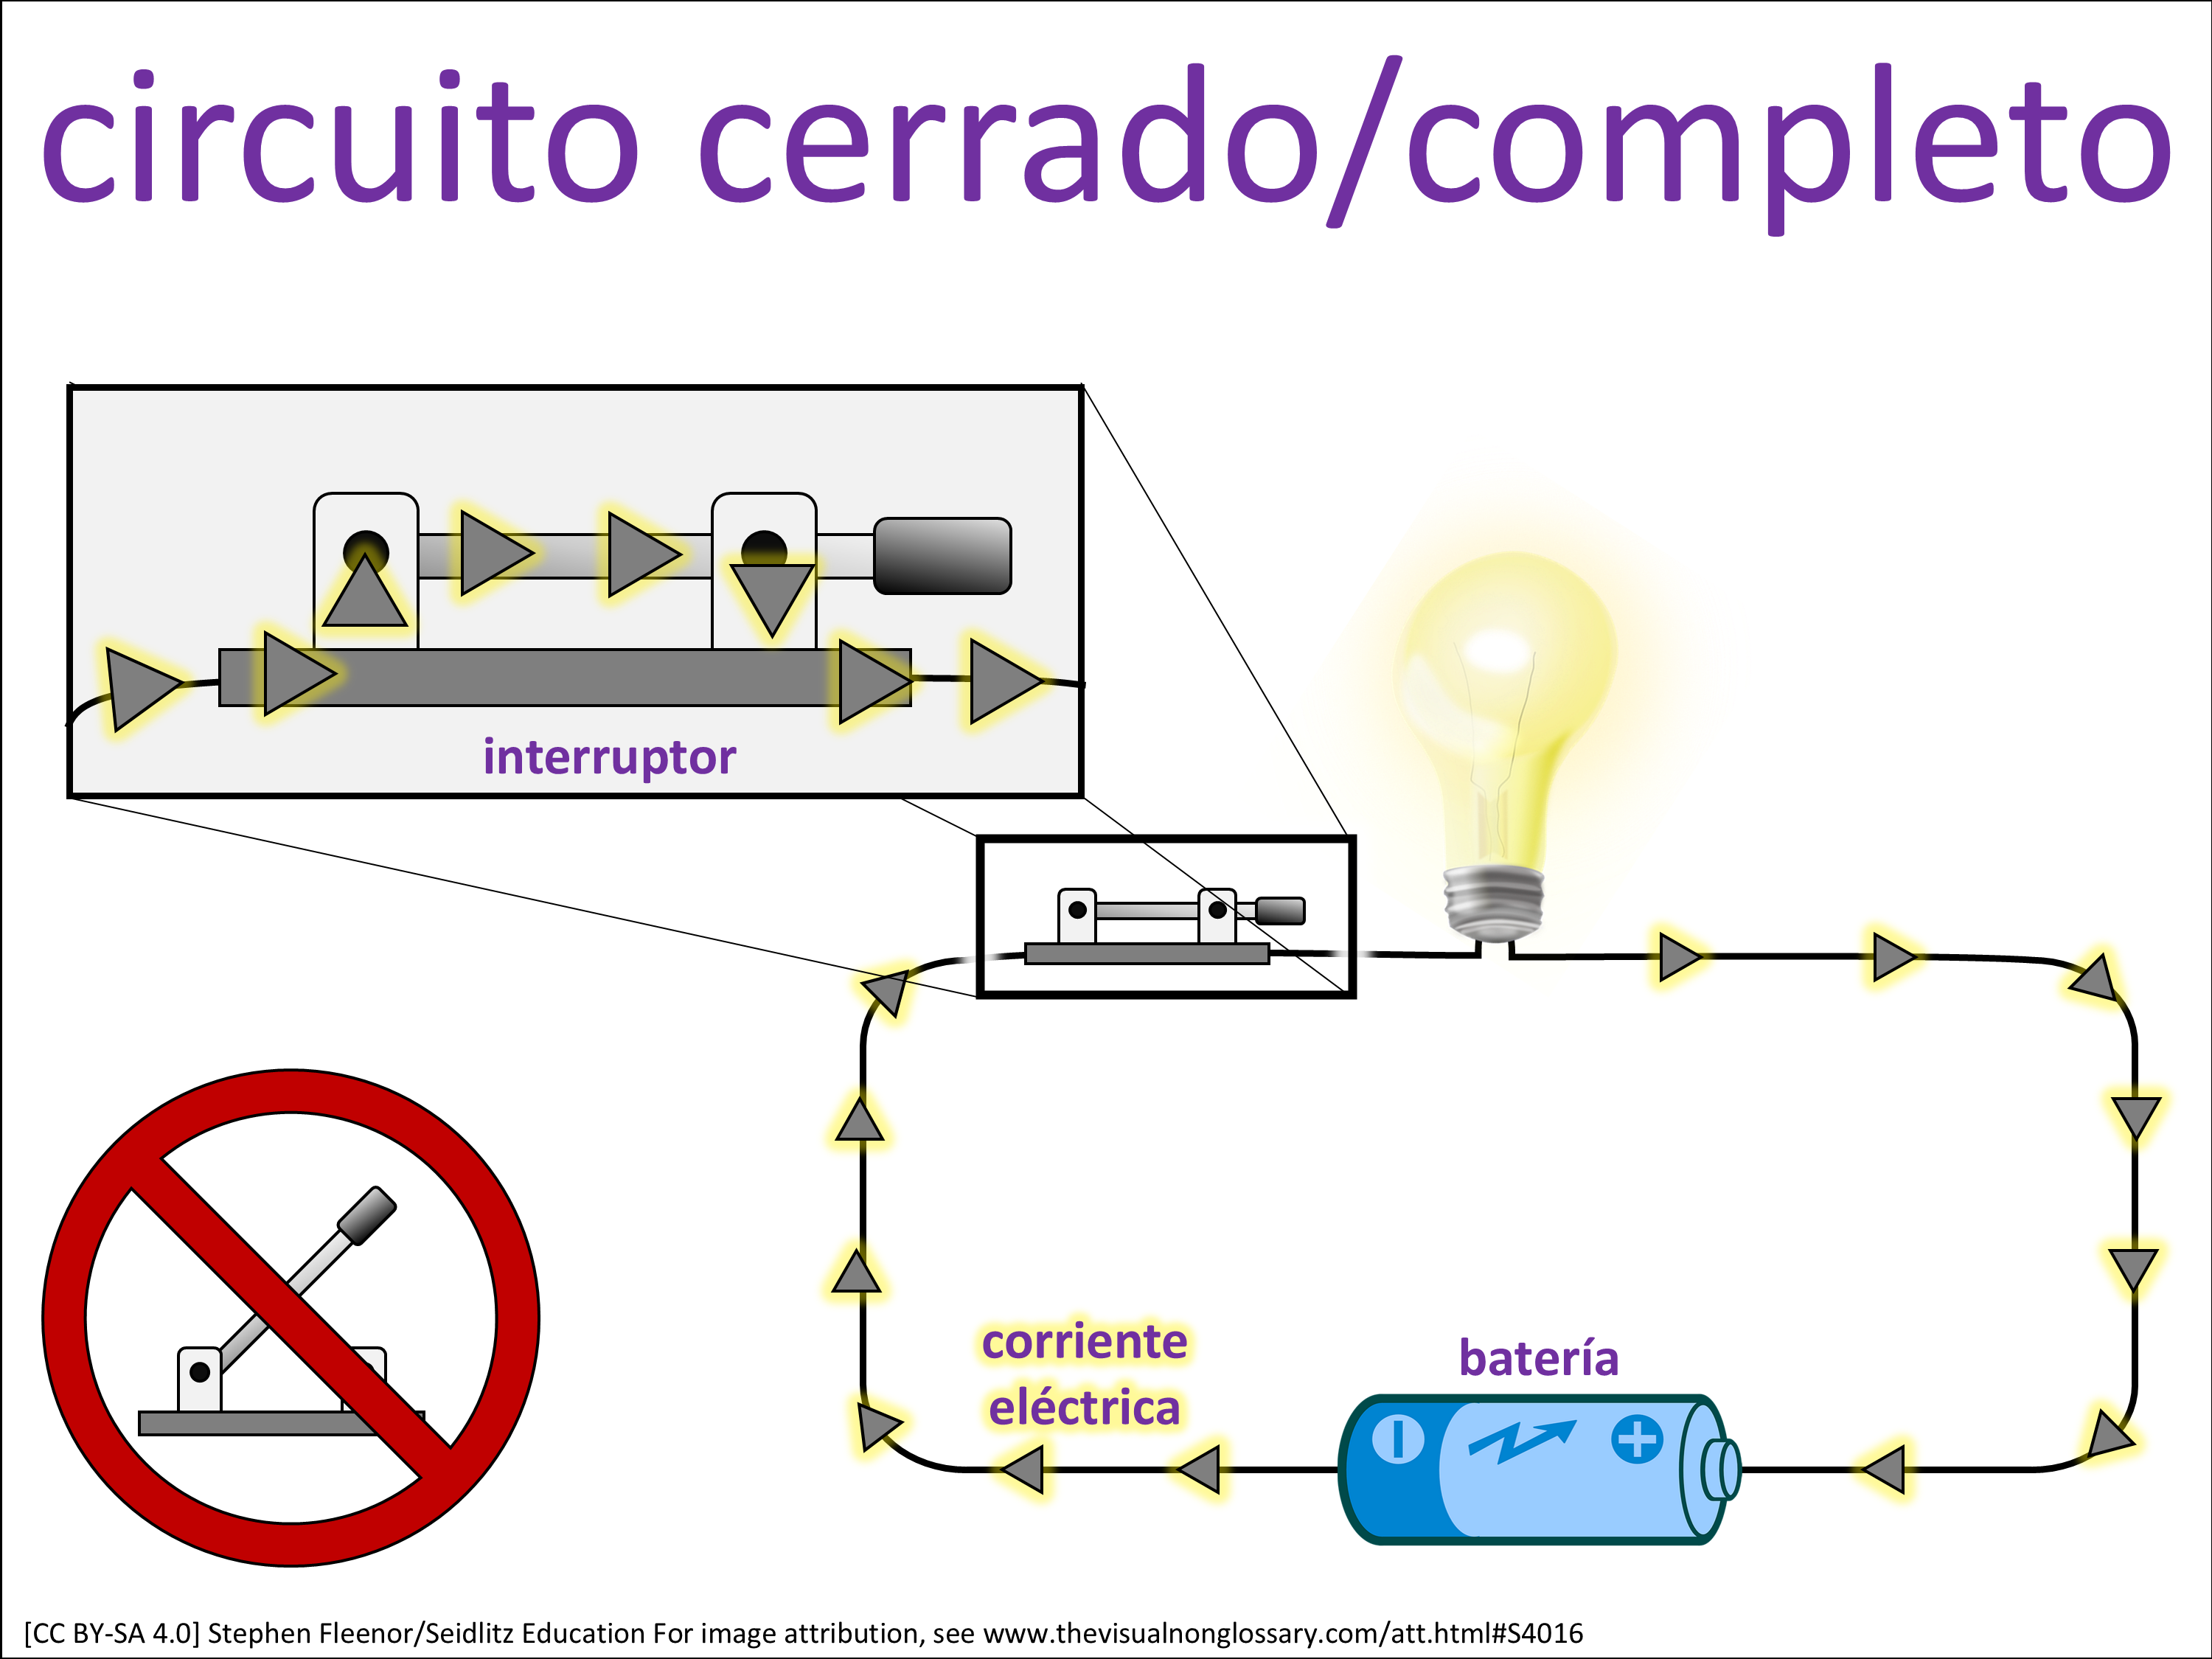 circuito cerrado/completo
interruptor
corriente
eléctrica
batería
[CC BY-SA 4.0] Stephen Fleenor/Seidlitz Education For image attribution, see www.thevisualnonglossary.com/att.html#S4016